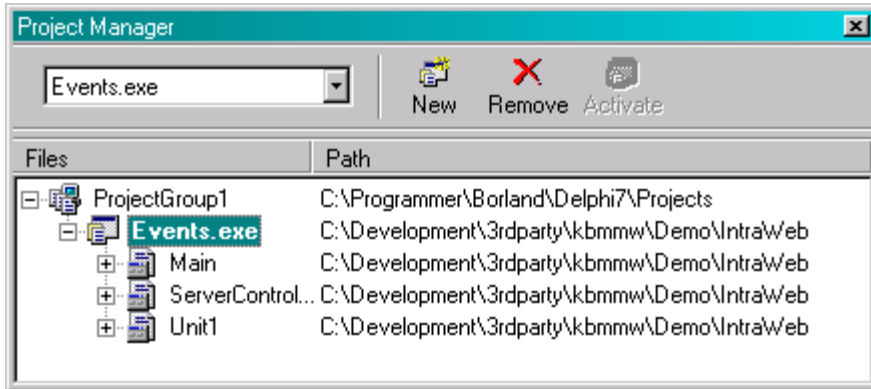 Project Manager
Events.exe
New Remove Activate
Files Path
ProjectGroup1 C:\Programmer\Borland\Delphi7\Projects
Events.exe C:\Development\3rdparty\kbmmw\Demo\IntraWeb
Main C:\Development\3rdparty\kbmmw\Demo\IntraWeb
ServerControl... C:\Development\3rdparty\kbmmw\Demo\IntraWeb
Unit1 C:\Development\3rdparty\kbmmw\Demo\IntraWeb